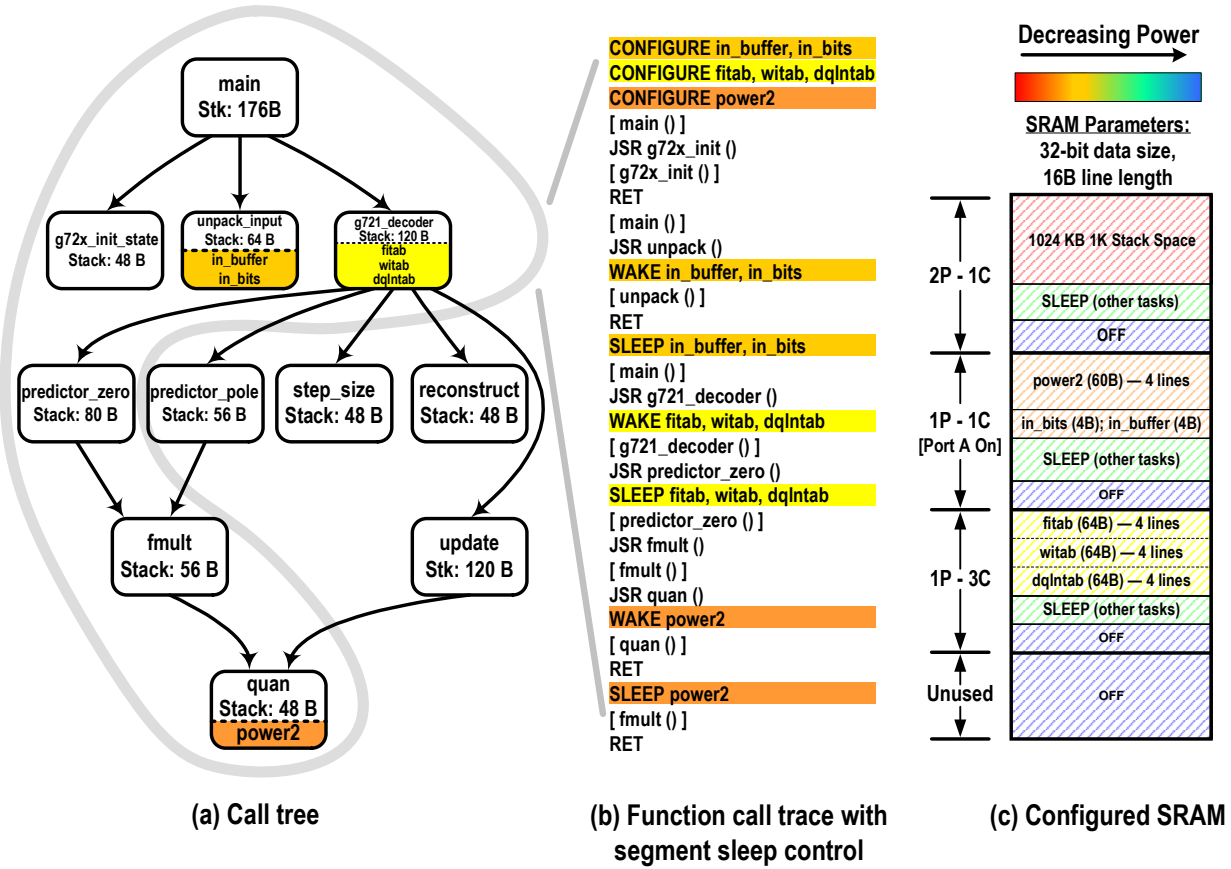 main
Stk: 176B
g72x_init_state
Stack: 48 B
unpack_input
Stack: 64 B
in_buffer
in_bits
g721_decoder
Stack: 120 B
fitab
witab
dqlntab
predictor_zero
Stack: 80 B
predictor_pole
Stack: 56 B
step_size
Stack: 48 B
reconstruct
Stack: 48 B
fmult
Stack: 56 B
update
Stk: 120 B
quan
Stack: 48 B
power2
(a) Call tree
CONFIGURE in_buffer, in_bits
CONFIGURE fitab, witab, dqlntab
CONFIGURE power2
[ main () ]
JSR g72x_init ()
[ g72x_init () ]
RET
[ main () ]
JSR unpack ()
WAKE in_buffer, in_bits
[ unpack () ]
RET
SLEEP in_buffer, in_bits
[ main () ]
JSR g721_decoder ()
WAKE fitab, witab, dqlntab
[ g721_decoder () ]
JSR predictor_zero ()
SLEEP fitab, witab, dqlntab
[ predictor_zero () ]
JSR fmult ()
[ fmult () ]
JSR quan ()
WAKE power2
[ quan () ]
RET
SLEEP power2
[ fmult () ]
RET
(b) Function call trace with
segment sleep control
Decreasing Power
SRAM Parameters:
32-bit data size,
16B line length
2P - 1C
1024 KB 1K Stack Space
SLEEP (other tasks)
OFF
1P - 1C
[Port A On]
power2 (60B) — 4 lines
in_bits (4B); in_buffer (4B)
SLEEP (other tasks)
OFF
1P - 3C
fitab (64B) — 4 lines
witab (64B) — 4 lines
dqlntab (64B) — 4 lines
SLEEP (other tasks)
OFF
Unused
OFF
(c) Configured SRAM